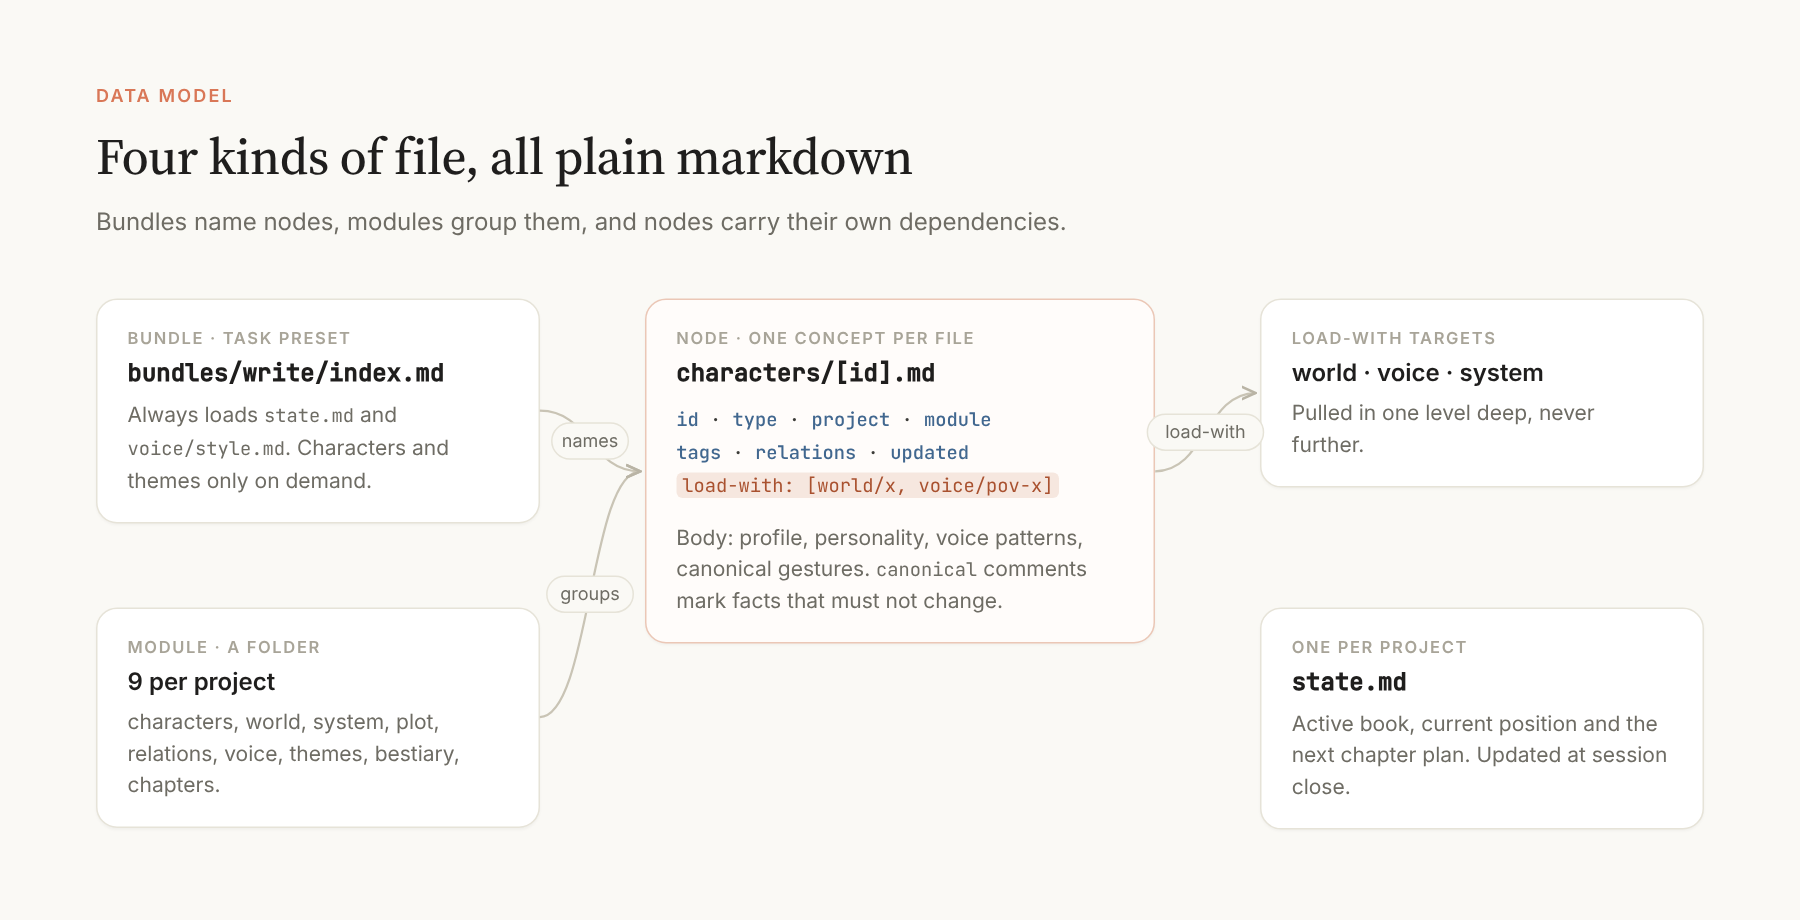 DATA MODEL
Four kinds of file, all plain markdown
Bundles name nodes, modules group them, and nodes carry their own dependencies.
BUNDLE · TASK PRESET
bundles/write/index.md
Always loads state.md and
voice/style.md. Characters and
themes only on demand.
names
groups
MODULE · A FOLDER
9 per project
characters, world, system, plot,
relations, voice, themes, bestiary,
chapters.
NODE · ONE CONCEPT PER FILE
characters/[id].md
id · type · project · module
tags · relations · updated
load-with: [world/x, voice/pov-x]
Body: profile, personality, voice patterns,
canonical gestures. canonical comments
mark facts that must not change.
load-with
LOAD-WITH TARGETS
world · voice · system
Pulled in one level deep, never
further.
ONE PER PROJECT
state.md
Active book, current position and the
next chapter plan. Updated at session
close.